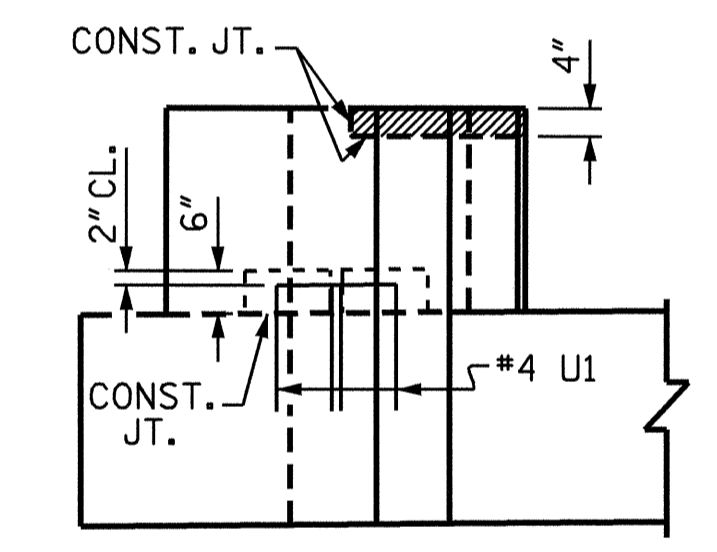 CONST. JT.
4”
2” CL.
6”
#4 U1
CONST.
JT.